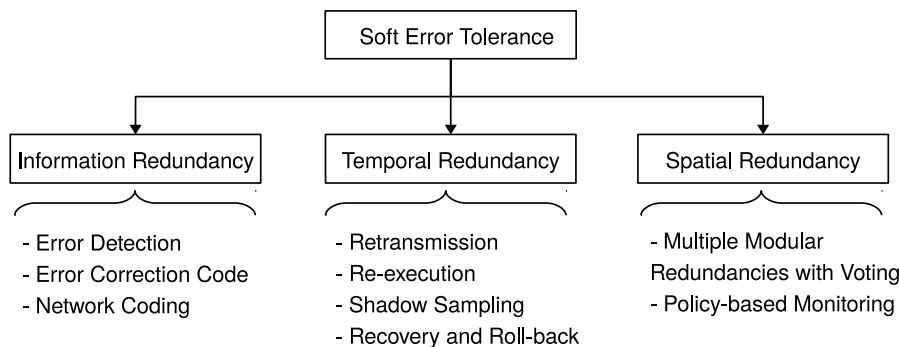 Soft Error Tolerance
Information Redundancy
Temporal Redundancy
Spatial Redundancy
- Error Detection
- Error Correction Code
- Network Coding
- Retransmission
- Re-execution
- Shadow Sampling
- Recovery and Roll-back
- Multiple Modular
Redundancies with Voting
- Policy-based Monitoring